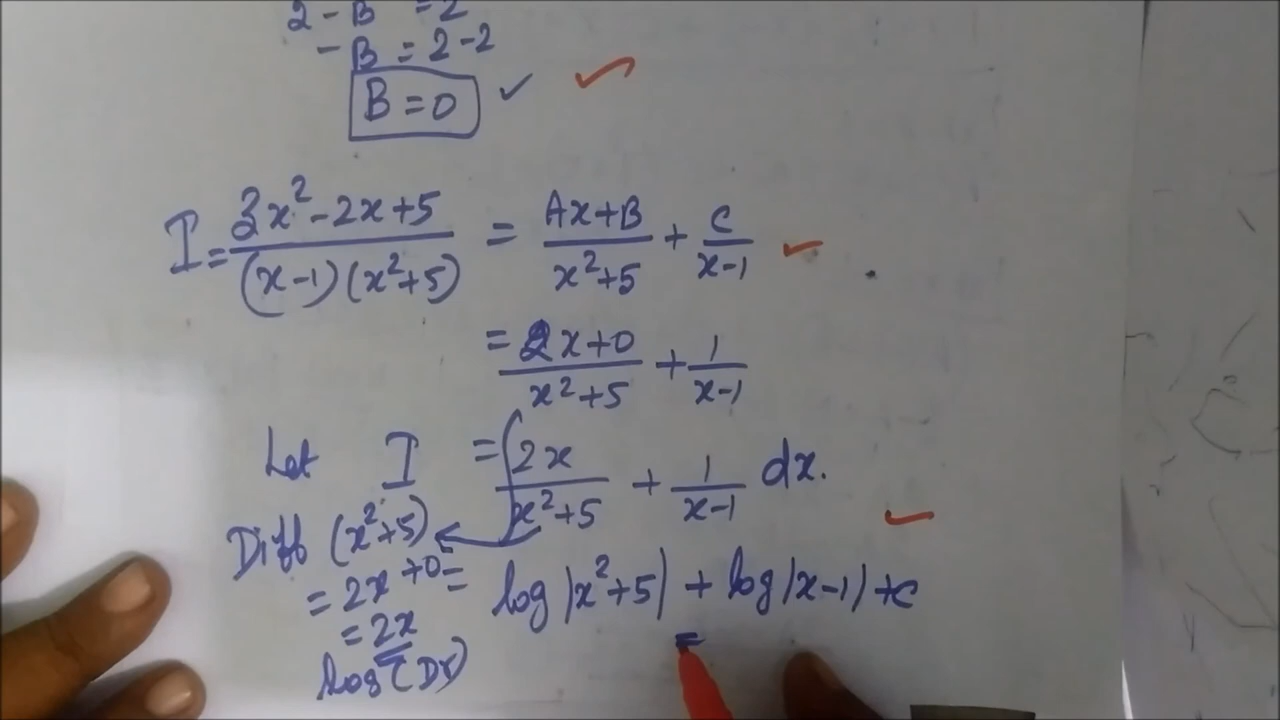 2 - B = 2
- B = 2 - 2
B = 0 ✓ ✓
I = 3x² - 2x + 5 / (x - 1)(x² + 5) = Ax + B / x² + 5 + C / x - 1 ✓
= 2x + 0 / x² + 5 + 1 / x - 1
Let I = ∫ 2x / x² + 5 + 1 / x - 1 dx.
Diff (x² + 5) ✓
= 2x + 0 = log |x² + 5| + log |x - 1| + c
= 2x =
log (Dr)